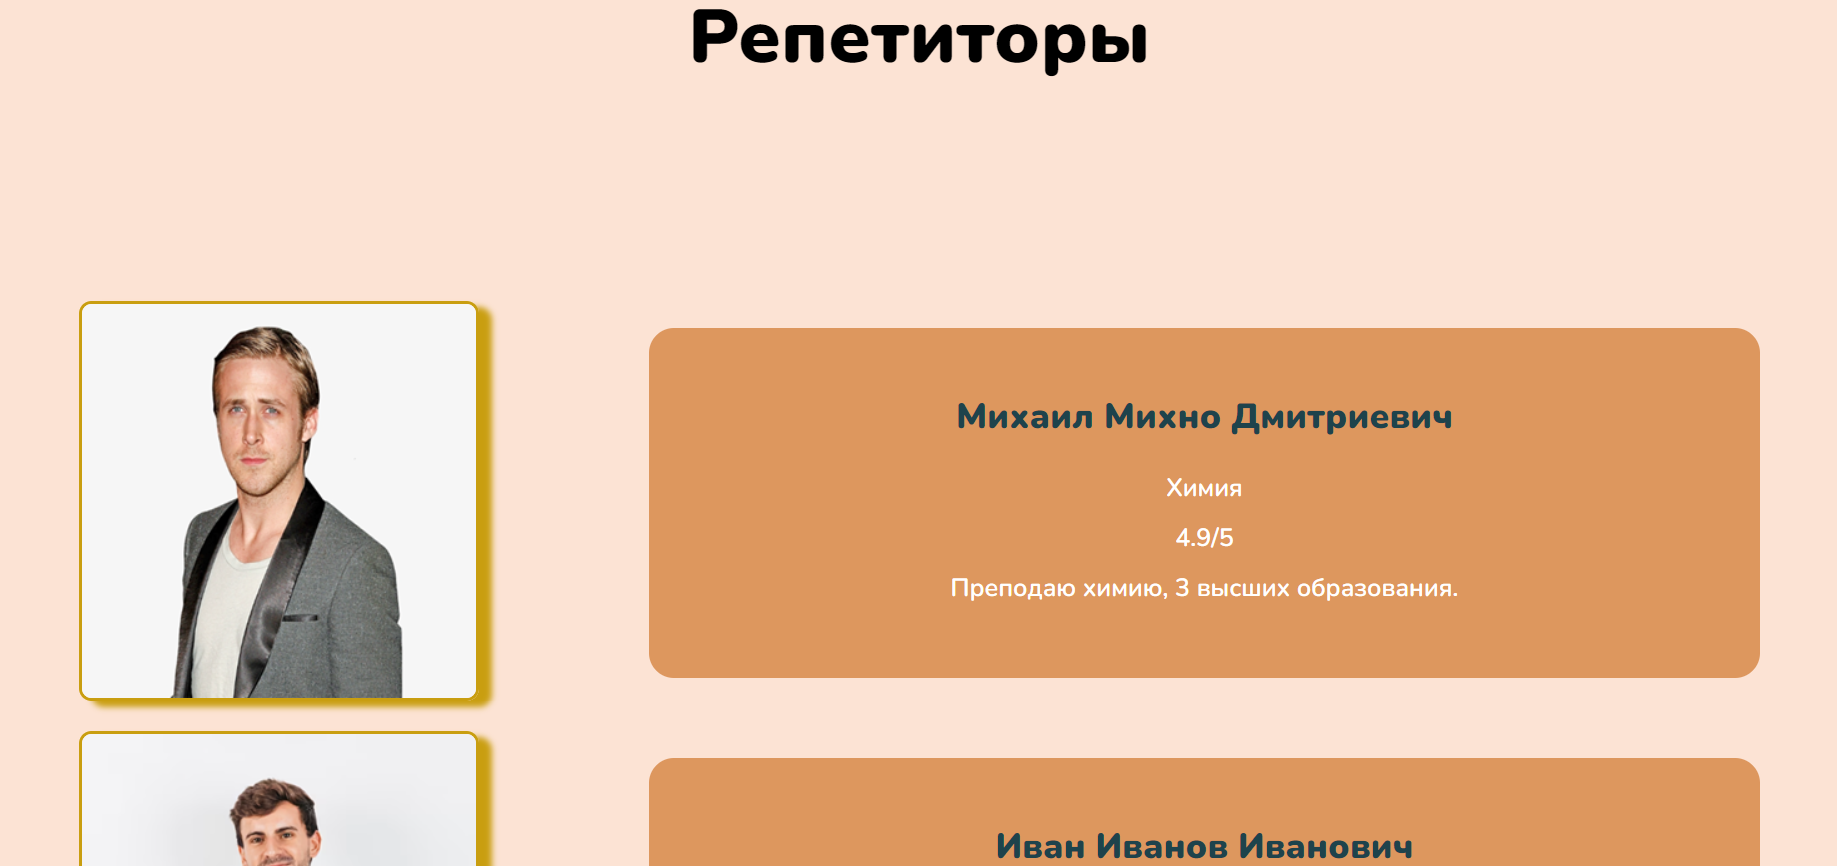 Репетиторы
Михаил Михно Дмитриевич
Химия
4.9/5
Преподаю химию, 3 высших образования.
Иван Иванов Иванович